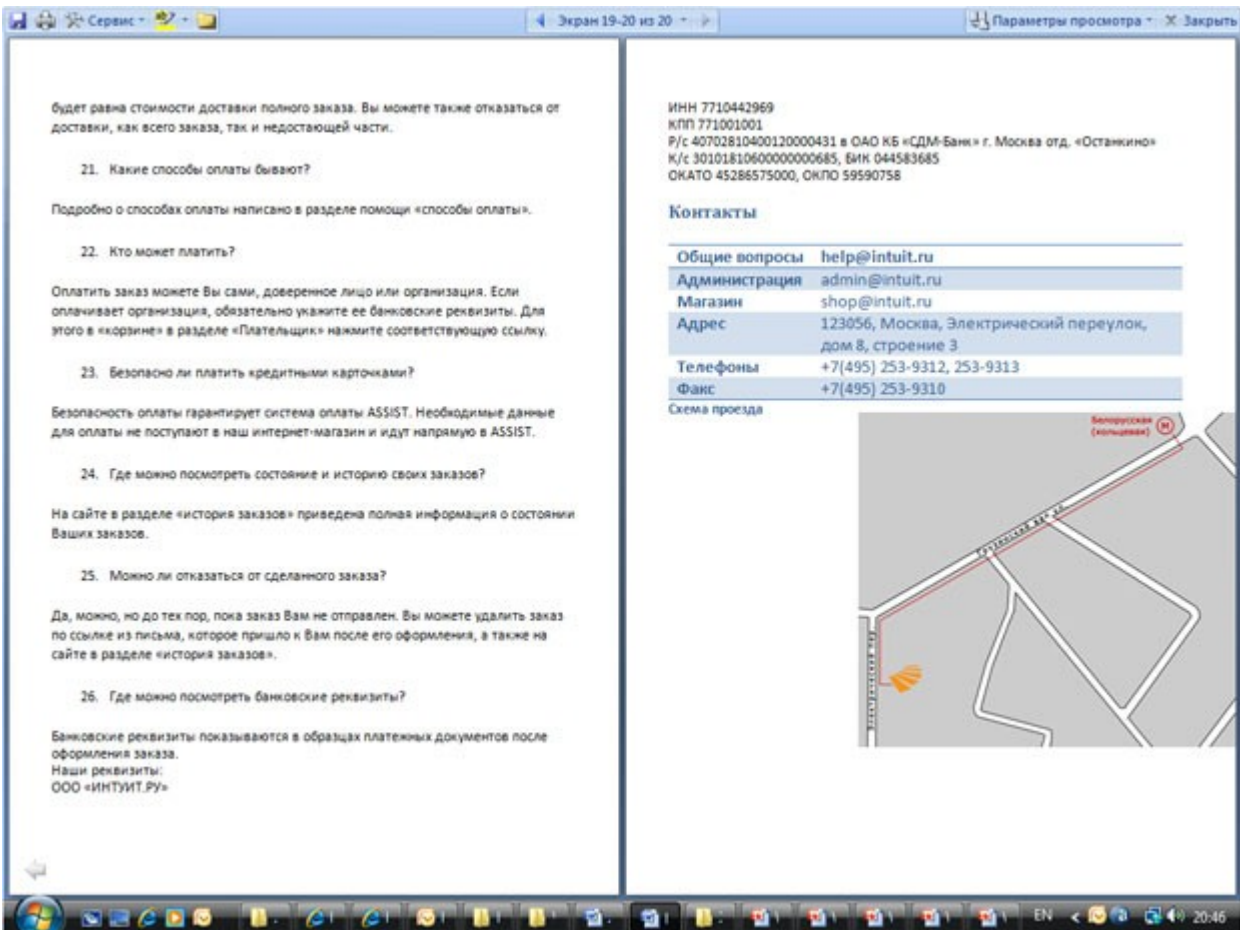 Сервис
Экран 19-20 из 20
Параметры просмотра
Закрыть
будет равна стоимости доставки полного заказа. Вы можете также отказаться от
доставки, как всего заказа, так и недостающей части.
21. Какие способы оплаты бывают?
Подробно о способах оплаты написано в разделе помощи «способы оплаты».
22. Кто может платить?
Оплатить заказ можете Вы сами, доверенное лицо или организация. Если
оплачивает организация, обязательно укажите ее банковские реквизиты. Для
этого в «корзине» в разделе «Плательщик» нажмите соответствующую ссылку.
23. Безопасно ли платить кредитными карточками?
Безопасность оплаты гарантирует система оплаты ASSIST. Необходимые данные
для оплаты не поступают в наш интернет-магазин и идут напрямую в ASSIST.
24. Где можно посмотреть состояние и историю своих заказов?
На сайте в разделе «история заказов» приведена полная информация о состоянии
Ваших заказов.
25. Можно ли отказаться от сделанного заказа?
Да, можно, но до тех пор, пока заказ Вам не отправлен. Вы можете удалить заказ
по ссылке из письма, которое пришло к Вам после его оформления, а также на
сайте в разделе «история заказов».
26. Где можно посмотреть банковские реквизиты?
Банковские реквизиты показываются в образцах платежных документов после
оформления заказа.
Наши реквизиты:
ООО «ИНТУИТ.РУ»
ИНН 7710442969
КПП 771001001
Р/с 40702810400120000431 в ОАО КБ «СДМ-Банк» г. Москва отд. «Останкино»
К/с 30101810600000000685, БИК 044583685
ОКАТО 45286575000, ОКПО 59590758
Контакты
Общие вопросы help@intuit.ru
Администрация admin@intuit.ru
Магазин shop@intuit.ru
Адрес 123056, Москва, Электрический переулок,
дом 8, строение 3
Телефоны +7(495) 253-9312, 253-9313
Факс +7(495) 253-9310
Схема проезда
Белорусская
(кольцевая)
М
EN
20:46